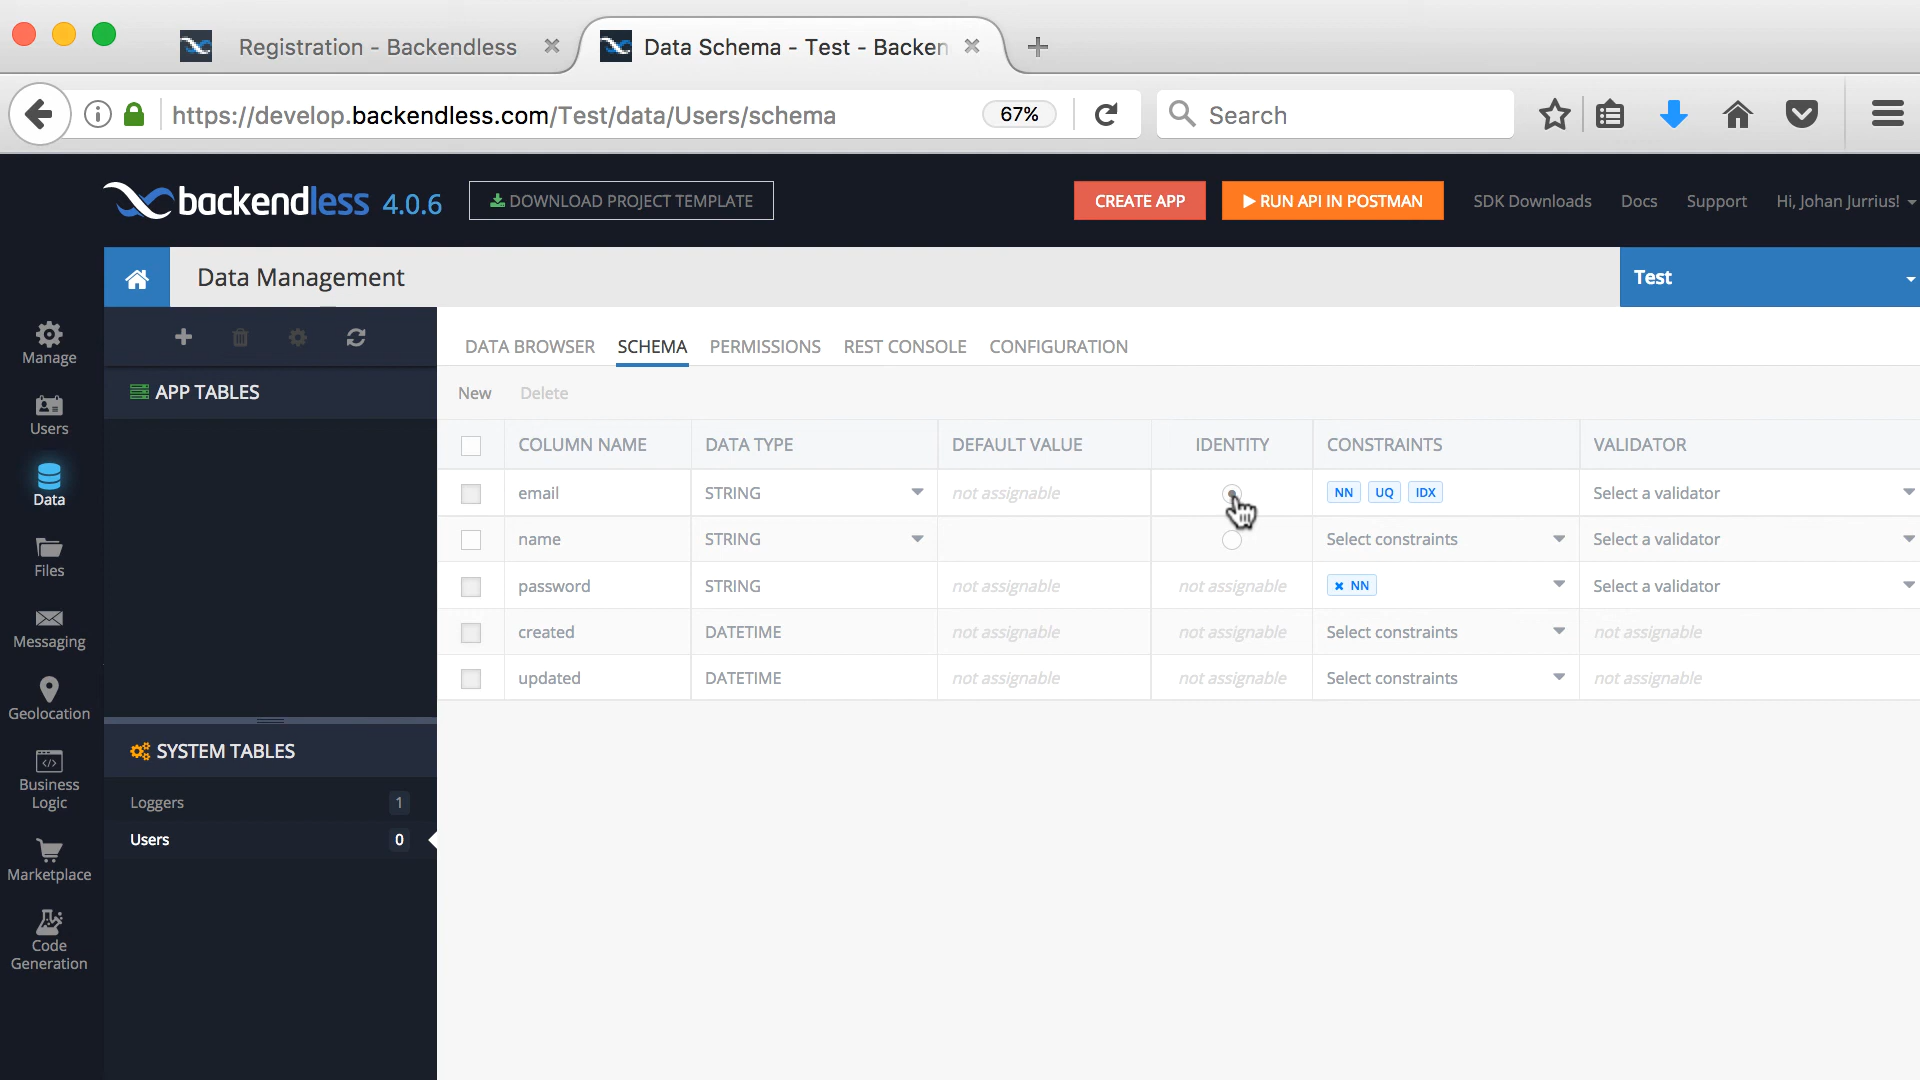 Registration - Backendless
Data Schema - Test - Backen
https://develop.backendless.com/Test/data/Users/schema
67%
Search
backendless 4.0.6
DOWNLOAD PROJECT TEMPLATE
CREATE APP
RUN API IN POSTMAN
SDK Downloads
Docs
Support
Hi, Johan Jurrius!
Data Management
Test
Manage
Users
Data
Files
Messaging
Geolocation
Business
Logic
Marketplace
Code
Generation
APP TABLES
SYSTEM TABLES
Loggers 1
Users 0
DATA BROWSER SCHEMA PERMISSIONS REST CONSOLE CONFIGURATION
New Delete
COLUMN NAME DATA TYPE DEFAULT VALUE IDENTITY CONSTRAINTS VALIDATOR
email STRING not assignable NN UQ IDX Select a validator
name STRING Select constraints Select a validator
password STRING not assignable not assignable NN Select a validator
created DATETIME not assignable not assignable Select constraints not assignable
updated DATETIME not assignable not assignable Select constraints not assignable